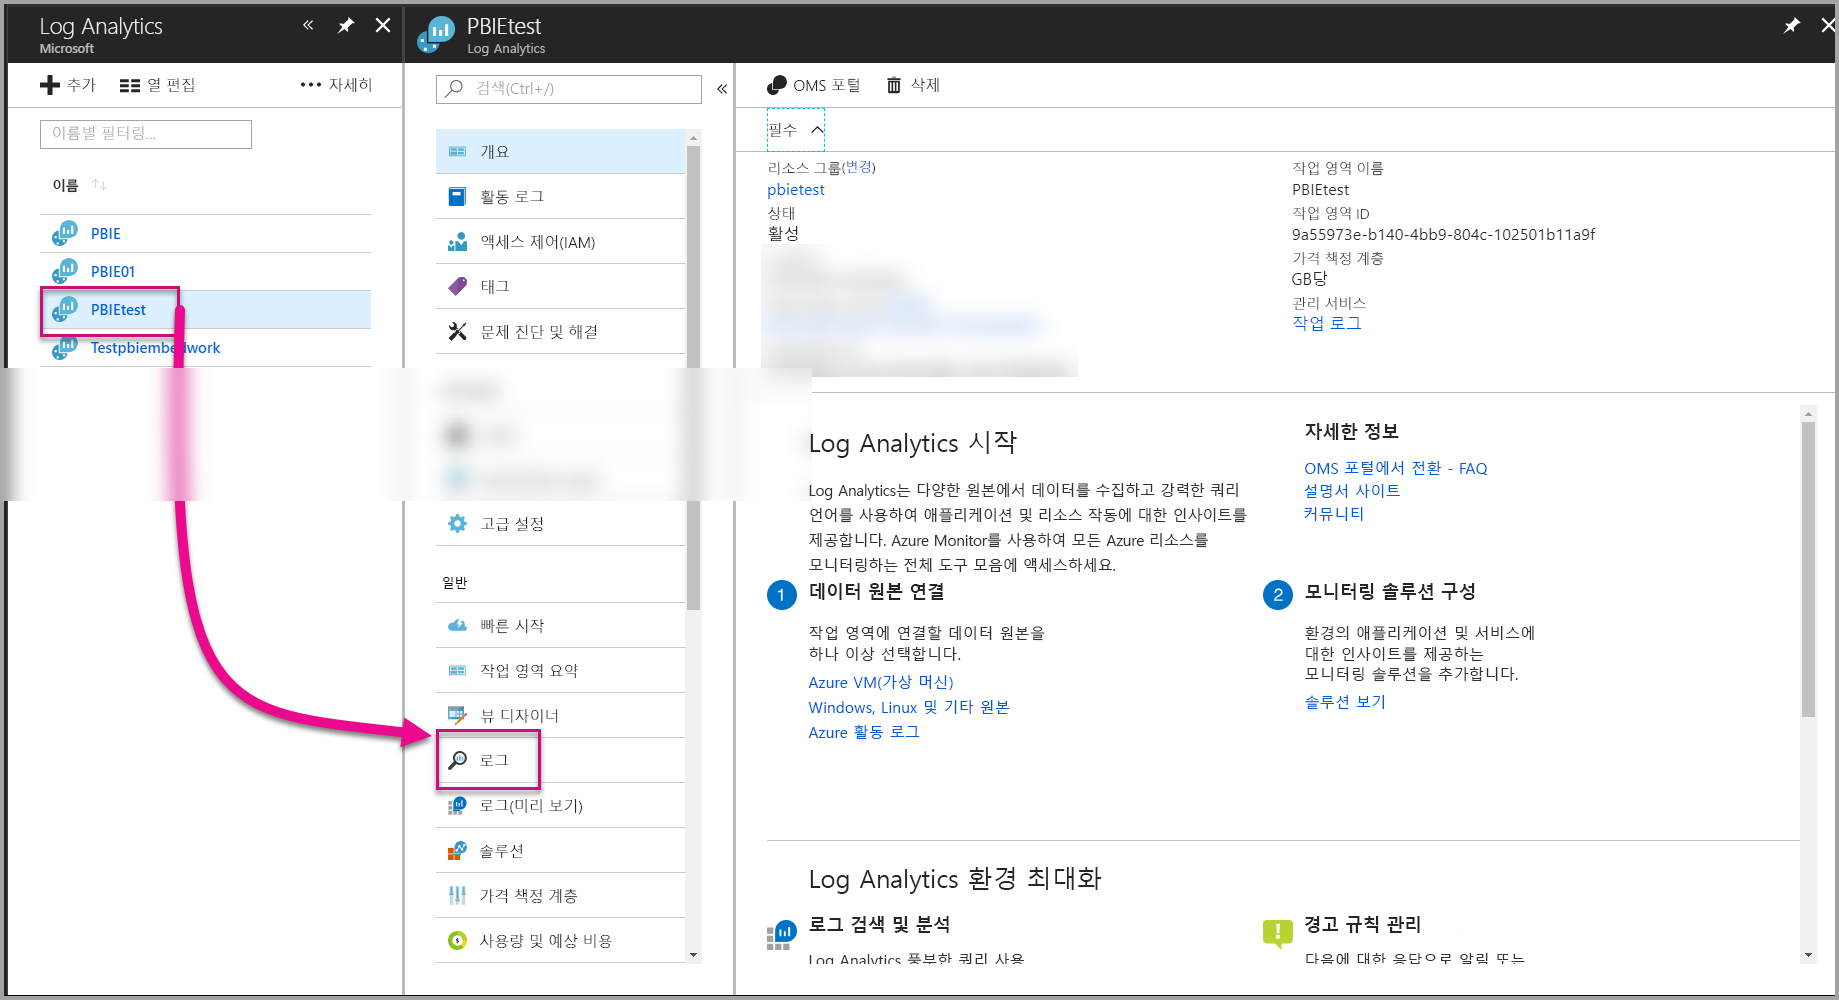 Log Analytics
Microsoft
추가
열 편집
자세히
이름별 필터링...
이름
PBIE
PBIE01
PBIEtest
Testpbiembedwork
PBIEtest
Log Analytics
검색(Ctrl+/)
개요
활동 로그
액세스 제어(IAM)
태그
문제 진단 및 해결
고급 설정
일반
빠른 시작
작업 영역 요약
뷰 디자이너
로그
로그(미리 보기)
솔루션
가격 책정 계층
사용량 및 예상 비용
OMS 포털
삭제
필수
리소스 그룹(변경)
pbietest
상태
활성
작업 영역 이름
PBIEtest
작업 영역 ID
9a55973e-b140-4bb9-804c-102501b11a9f
가격 책정 계층
GB당
관리 서비스
작업 로그
Log Analytics 시작
Log Analytics는 다양한 원본에서 데이터를 수집하고 강력한 쿼리
언어를 사용하여 애플리케이션 및 리소스 작동에 대한 인사이트를
제공합니다. Azure Monitor를 사용하여 모든 Azure 리소스를
모니터링하는 전체 도구 모음에 액세스하세요.
자세한 정보
OMS 포털에서 전환 - FAQ
설명서 사이트
커뮤니티
1 데이터 원본 연결
작업 영역에 연결할 데이터 원본을
하나 이상 선택합니다.
Azure VM(가상 머신)
Windows, Linux 및 기타 원본
Azure 활동 로그
2 모니터링 솔루션 구성
환경의 애플리케이션 및 서비스에
대한 인사이트를 제공하는
모니터링 솔루션을 추가합니다.
솔루션 보기
Log Analytics 환경 최대화
로그 검색 및 분석
Log Analytics 풍부한 쿼리 사용
경고 규칙 관리
다음에 대한 응답으로 알림 또는